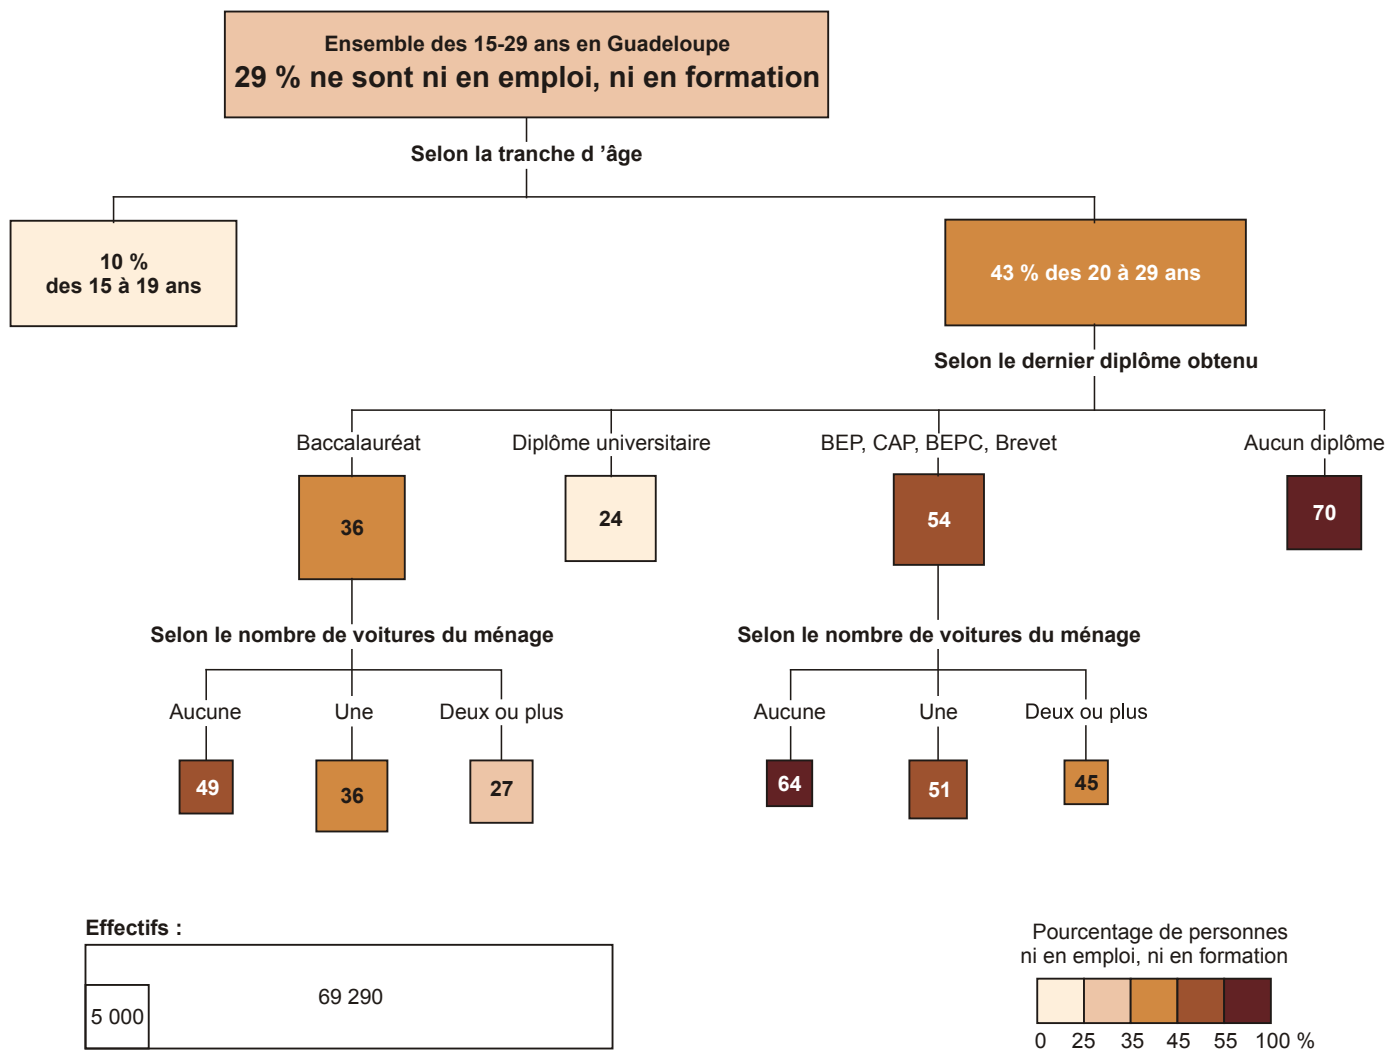 Ensemble des 15-29 ans en Guadeloupe
29 % ne sont ni en emploi, ni en formation
Selon la tranche d ’âge
10 %
des 15 à 19 ans
43 % des 20 à 29 ans
Selon le dernier diplôme obtenu
Baccalauréat
Diplôme universitaire
BEP, CAP, BEPC, Brevet
Aucun diplôme
36
24
54
70
Selon le nombre de voitures du ménage
Selon le nombre de voitures du ménage
Aucune
Une
Deux ou plus
Aucune
Une
Deux ou plus
49
36
27
64
51
45
Effectifs :
69 290
5 000
Pourcentage de personnes
ni en emploi, ni en formation
0 25 35 45 55 100 %